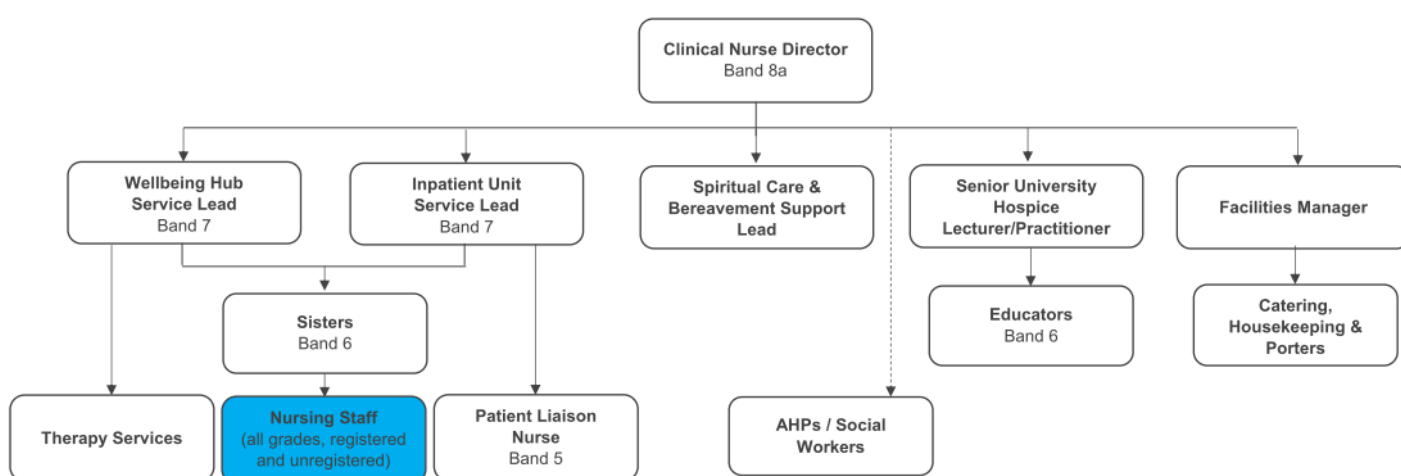 Clinical Nurse Director
Band 8a
Wellbeing Hub
Service Lead
Band 7
Inpatient Unit
Service Lead
Band 7
Spiritual Care &
Bereavement Support
Lead
Senior University
Hospice
Lecturer/Practitioner
Facilities Manager
Sisters
Band 6
Educators
Band 6
Catering,
Housekeeping &
Porters
Therapy Services
Nursing Staff
(all grades, registered
and unregistered)
Patient Liaison
Nurse
Band 5
AHPs / Social
Workers